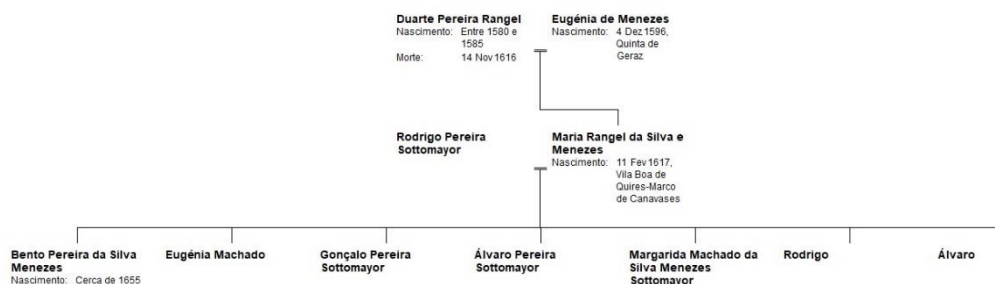 Duarte Pereira Rangel
Nascimento: Entre 1580 e
1585
Morte: 14 Nov 1616
Eugénia de Menezes
Nascimento: 4 Dez 1596,
Quinta de
Geraz
Rodrigo Pereira
Sottomayor
Maria Rangel da Silva e
Menezes
Nascimento: 11 Fev 1617,
Vila Boa de
Quires-Marco
de Canavases
Bento Pereira da Silva
Menezes
Nascimento: Cerca de 1655
Eugénia Machado
Gonçalo Pereira
Sottomayor
Álvaro Pereira
Sottomayor
Margarida Machado da
Silva Menezes
Sottomayor
Rodrigo
Álvaro